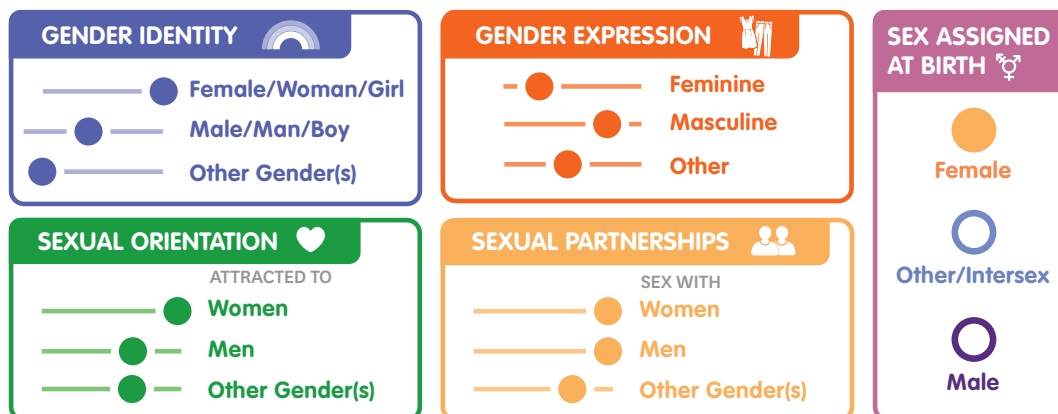 GENDER IDENTITY
Female/Woman/Girl
Male/Man/Boy
Other Gender(s)
GENDER EXPRESSION
Feminine
Masculine
Other
SEX ASSIGNED
AT BIRTH
Female
Other/Intersex
Male
SEXUAL ORIENTATION
ATTRACTED TO
Women
Men
Other Gender(s)
SEXUAL PARTNERSHIPS
SEX WITH
Women
Men
Other Gender(s)